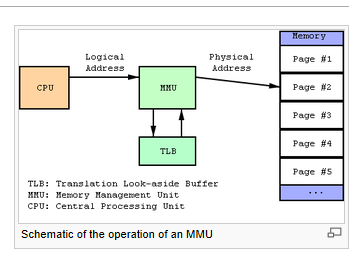 Memory
Logical
Address
Physical
Address
Page #1
CPU
MMU
Page #2
Page #3
TLB
Page #4
Page #5
...
TLB: Translation Look-aside Buffer
MMU: Memory Management Unit
CPU: Central Processing Unit
Schematic of the operation of an MMU